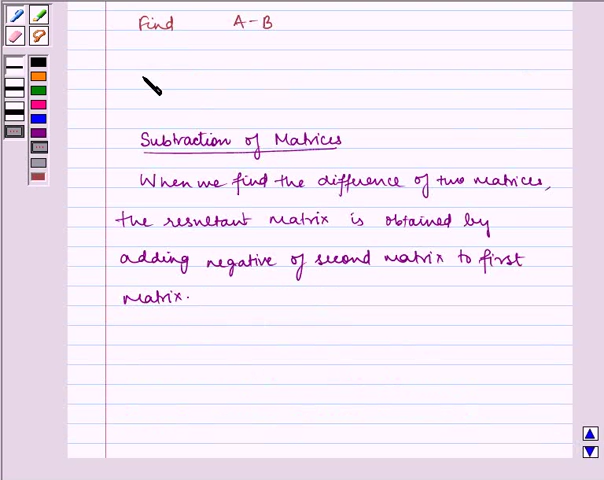 Find A-B
Subtraction of Matrices
When we find the difference of two matrices,
the resultant matrix is obtained by
adding negative of second matrix to first
matrix.